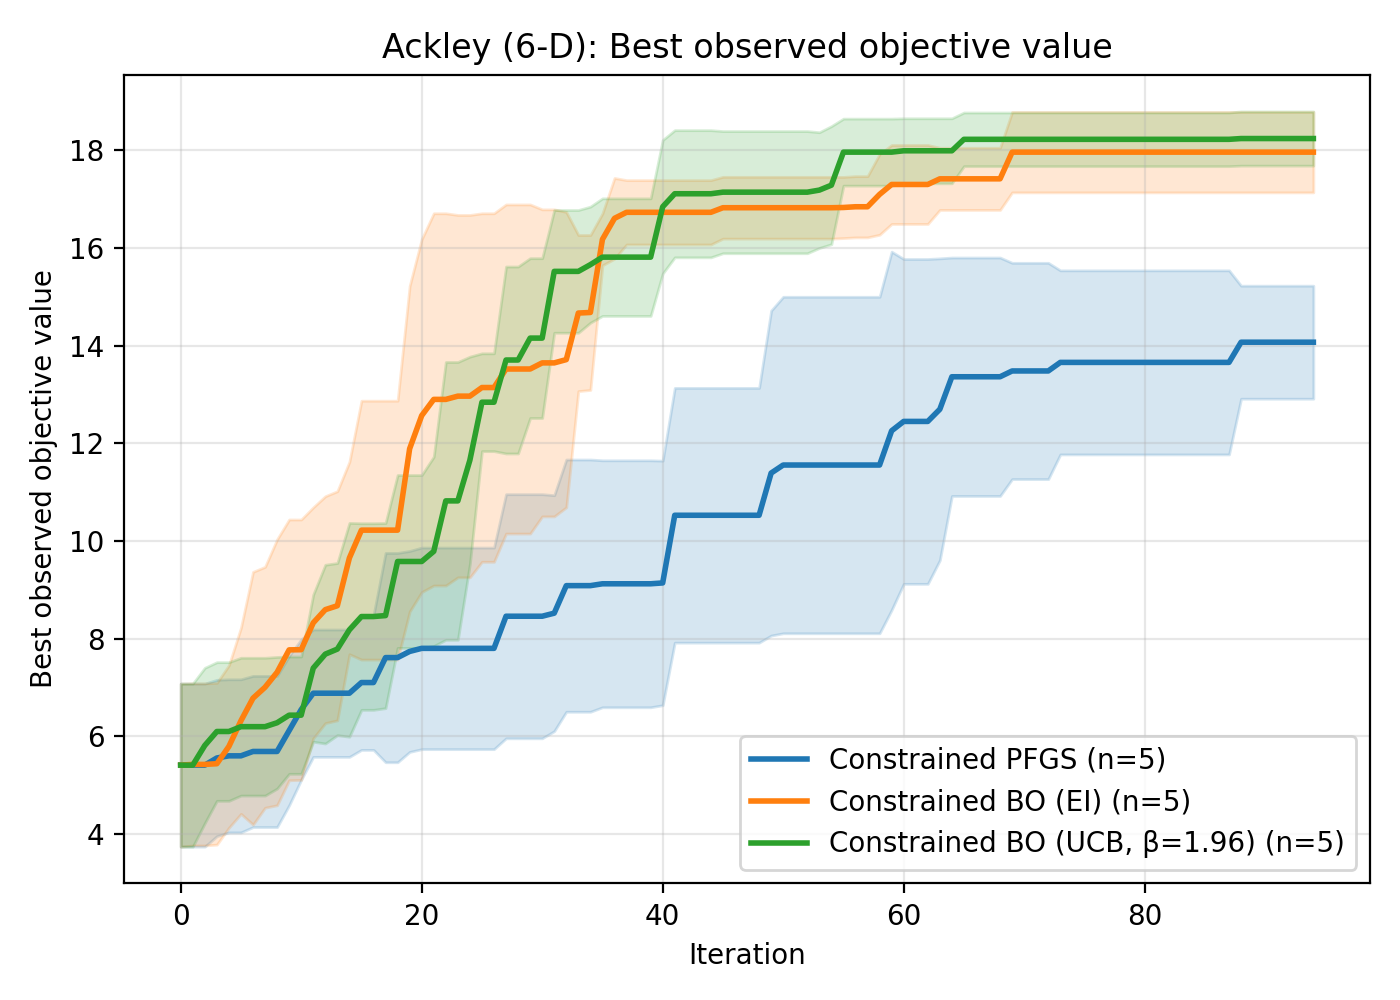 Ackley (6-D): Best observed objective value
Best observed objective value
18
16
14
12
10
8
6
4
Constrained PFGS (n=5)
Constrained BO (EI) (n=5)
Constrained BO (UCB, β=1.96) (n=5)
0 20 40 60 80
Iteration